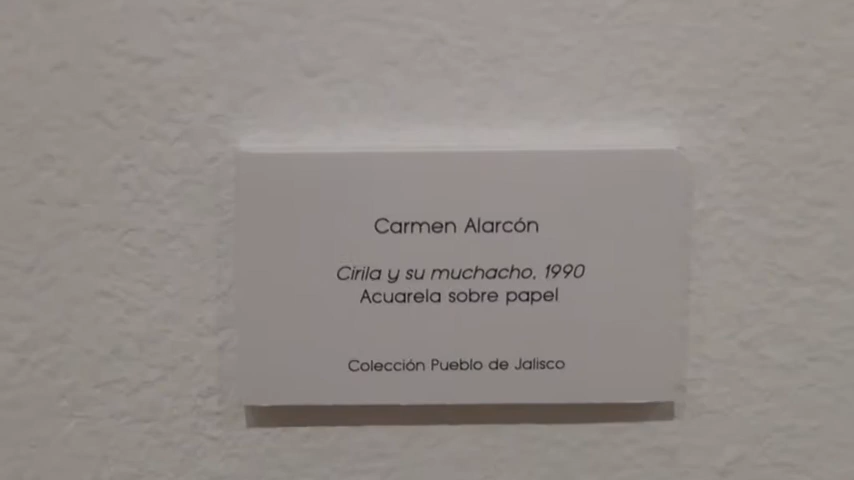 Carmen Alarcón
Cirila y su muchacho, 1990
Acuarela sobre papel
Colección Pueblo de Jalisco